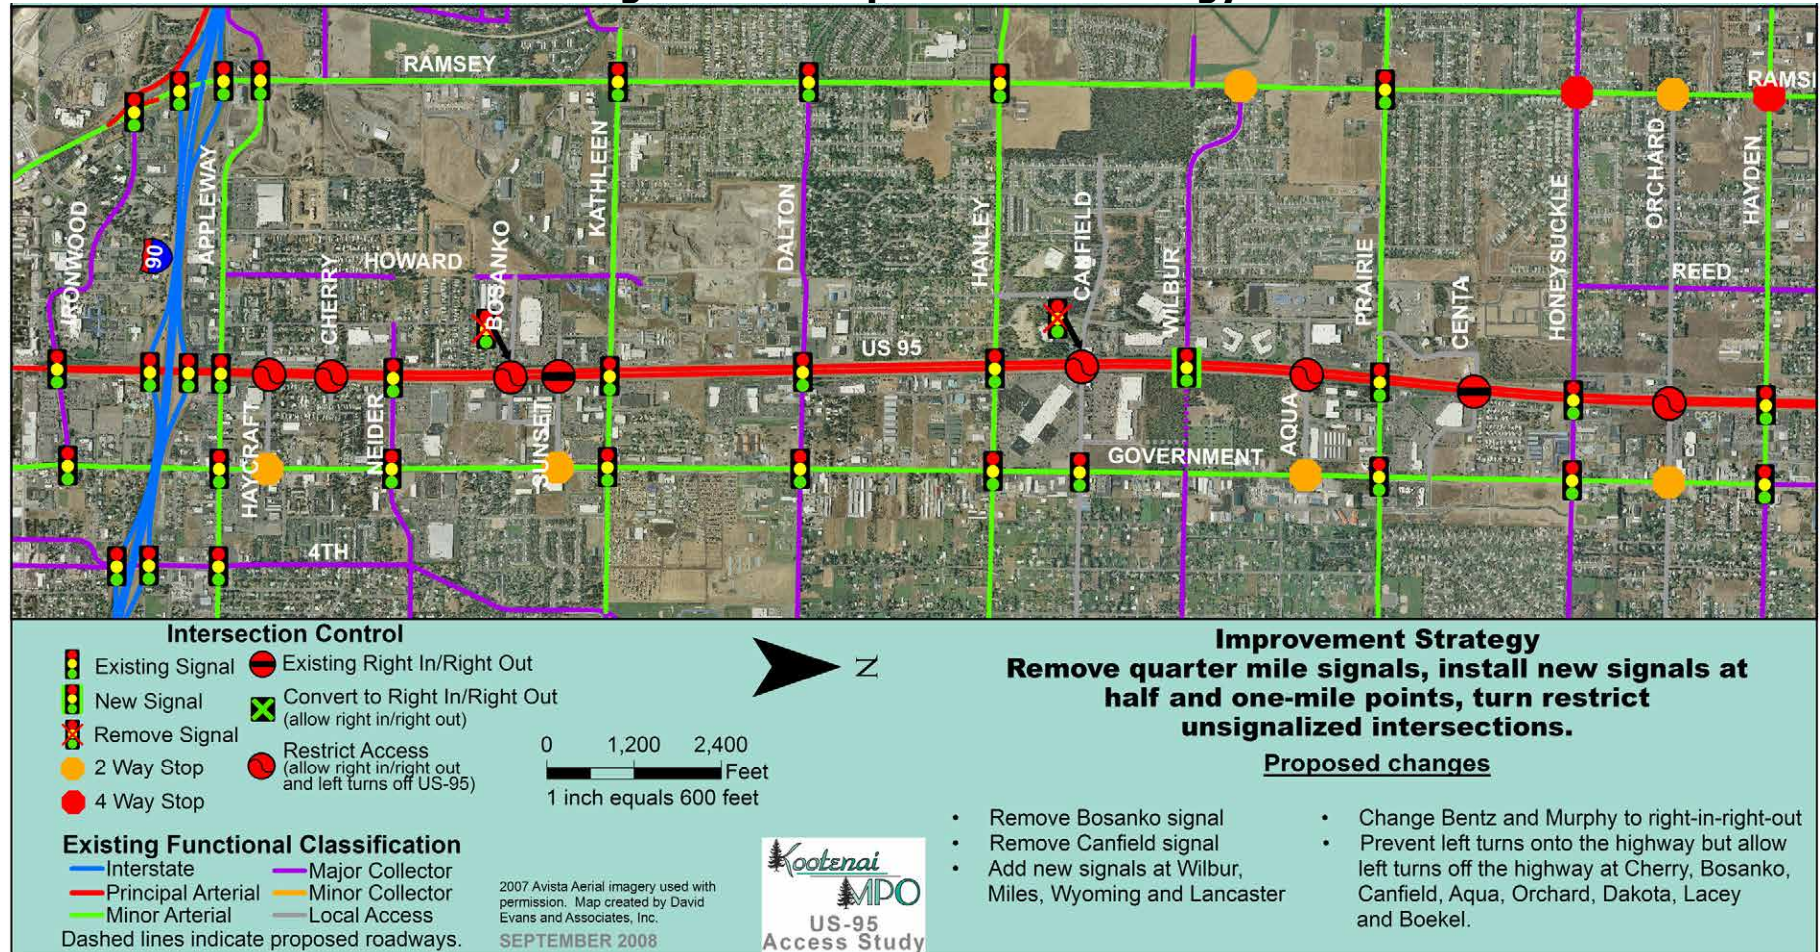 RAMSEY
RAMSI
IRONWOOD
90
APPLEWAY
CHERRY
HOWARD
BOSANKO
KATHLEEN
DALTON
HANLEY
CANFIELD
WILBUR
PRAIRIE
CENTA
HONEYSUCKLE
ORCHARD
HAYDEN
REED
US 95
HAYCRAFT
NEIDER
SUNSET
AQUA
GOVERNMENT
4TH
Intersection Control
Existing Signal
New Signal
Remove Signal
2 Way Stop
4 Way Stop
Existing Right In/Right Out
Convert to Right In/Right Out
(allow right in/right out)
Restrict Access
(allow right in/right out
and left turns off US-95)
Existing Functional Classification
Interstate
Principal Arterial
Minor Arterial
Major Collector
Minor Collector
Local Access
Dashed lines indicate proposed roadways.
N
0 1,200 2,400
Feet
1 inch equals 600 feet
2007 Avista Aerial imagery used with
permission. Map created by David
Evans and Associates, Inc.
SEPTEMBER 2008
Kootenai
MPO
US-95
Access Study
Improvement Strategy
Remove quarter mile signals, install new signals at
half and one-mile points, turn restrict
unsignalized intersections.
Proposed changes
• Remove Bosanko signal
• Remove Canfield signal
• Add new signals at Wilbur,
Miles, Wyoming and Lancaster
• Change Bentz and Murphy to right-in-right-out
• Prevent left turns onto the highway but allow
left turns off the highway at Cherry, Bosanko,
Canfield, Aqua, Orchard, Dakota, Lacey
and Boekel.